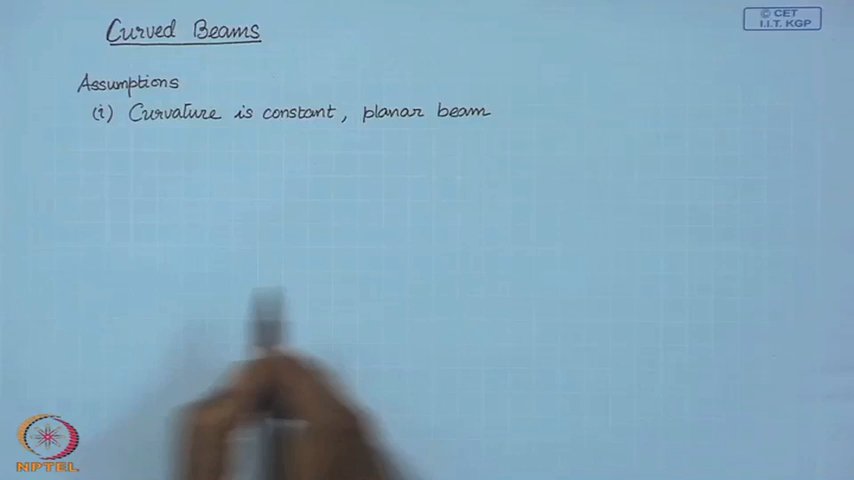 © CET
I.I.T. KGP
Curved Beams
Assumptions
(i) Curvature is constant, planar beam
NPTEL